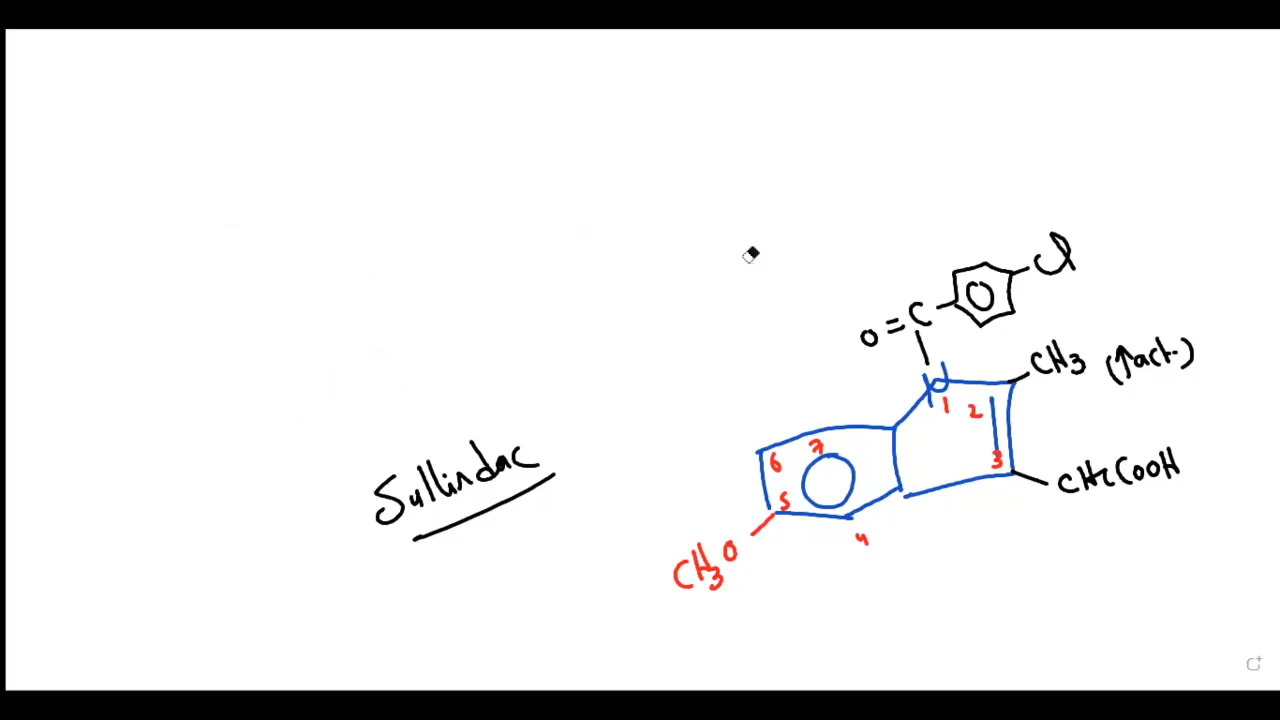 Cl
O=C
N
CH3 (↑act.)
1
2
3
7
6
5
4
CH2COOH
CH3O
Sullindac